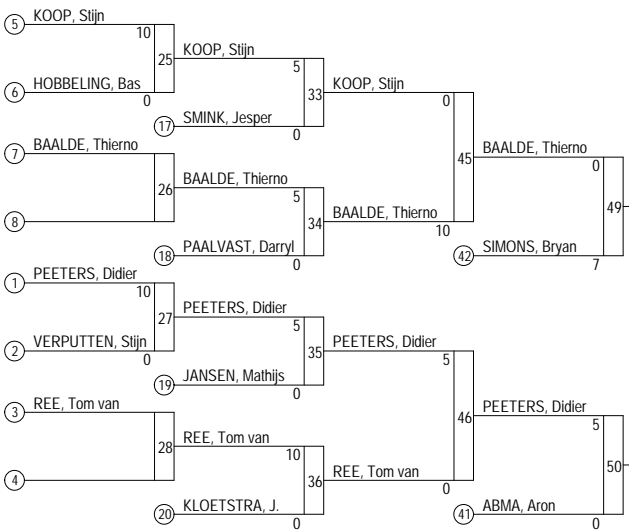 5 KOOP, Stijn
10
25 KOOP, Stijn
5
6 HOBBELING, Bas
0
33 KOOP, Stijn
0
17 SMINK, Jesper
0
7 BAALDE, Thierno
45 BAALDE, Thierno
0
26 BAALDE, Thierno
5
8
34 BAALDE, Thierno
10
49
18 PAALVAST, Darryl
0
42 SIMONS, Bryan
7
1 PEETERS, Didier
10
27 PEETERS, Didier
5
2 VERPUTTEN, Stijn
0
35 PEETERS, Didier
5
19 JANSEN, Mathijs
0
3 REE, Tom van
46 PEETERS, Didier
5
28 REE, Tom van
10
4
36 REE, Tom van
0
50
20 KLOETSTRA, J.
0
41 ABMA, Aron
0